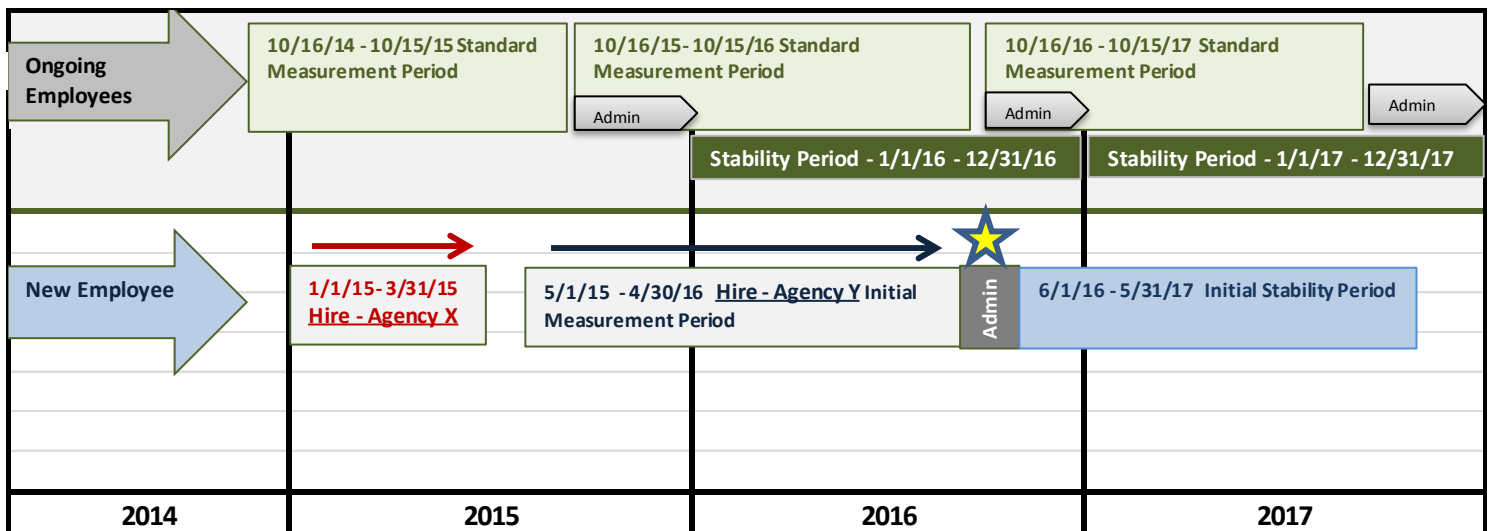 Ongoing
Employees
10/16/14 - 10/15/15 Standard
Measurement Period
10/16/15- 10/15/16 Standard
Measurement Period
10/16/16 - 10/15/17 Standard
Measurement Period
Admin
Admin
Admin
Stability Period - 1/1/16 - 12/31/16
Stability Period - 1/1/17 - 12/31/17
New Employee
1/1/15- 3/31/15
Hire - Agency X
5/1/15 - 4/30/16 Hire - Agency Y Initial
Measurement Period
Admin
6/1/16 - 5/31/17 Initial Stability Period
2014
2015
2016
2017